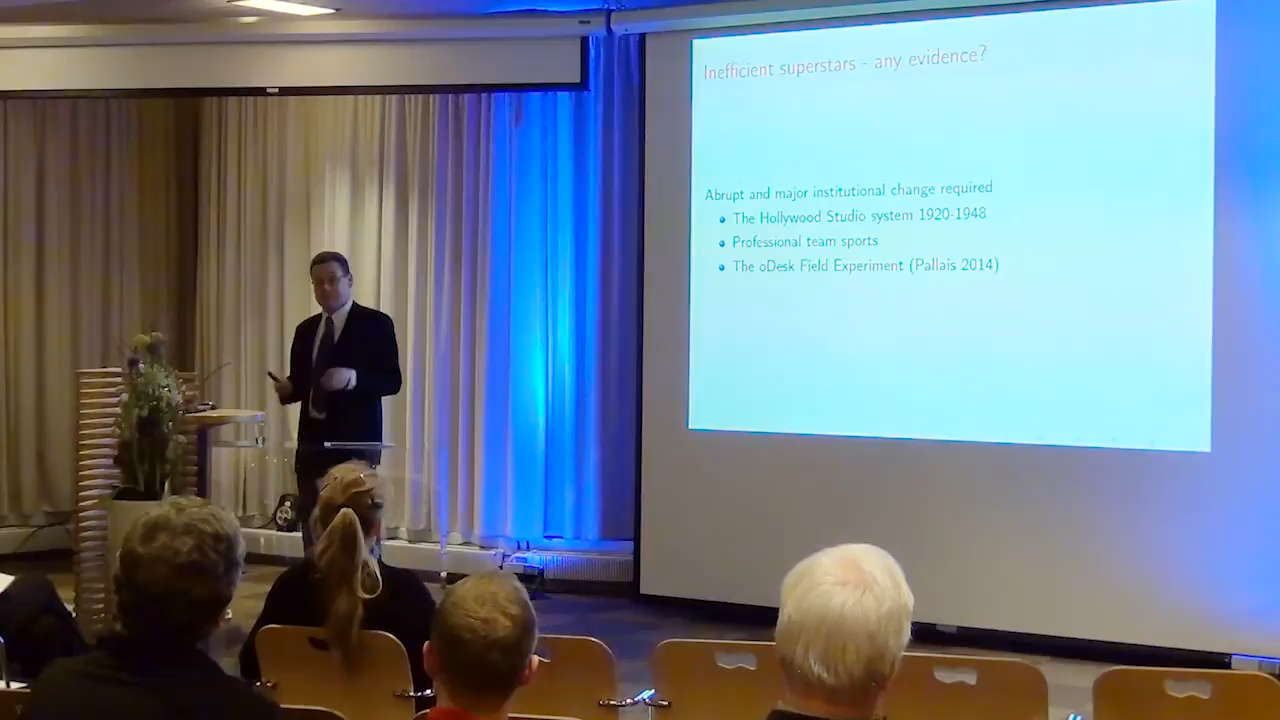 Inefficient superstars - any evidence?
Abrupt and major institutional change required
The Hollywood Studio system 1920-1948
Professional team sports
The oDesk Field Experiment (Pallais 2014)